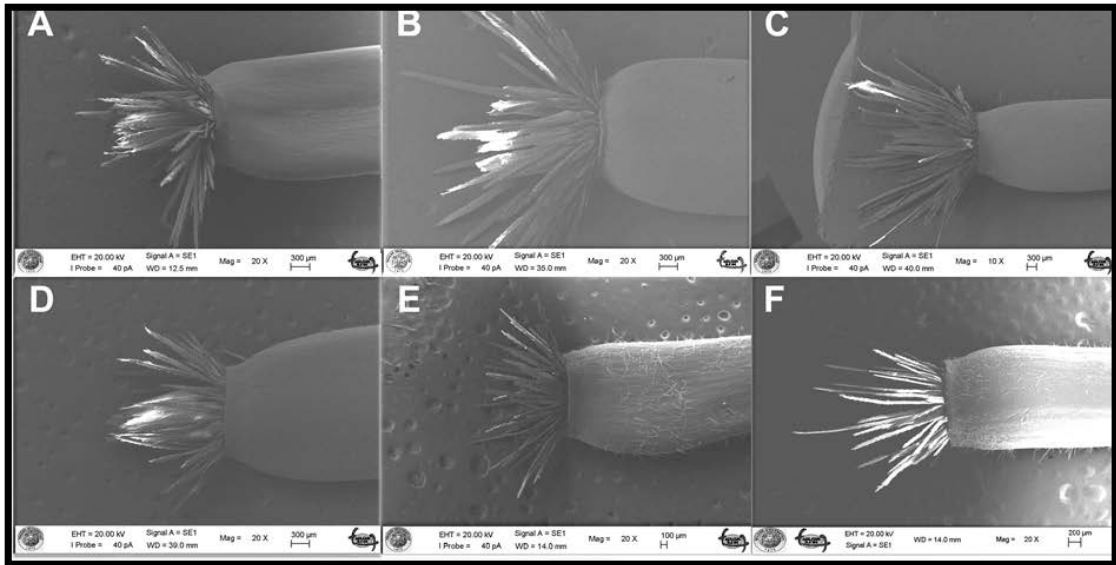 A
B
C
EHT = 20.00 kV Signal A = SE1
I Probe = 40 pA WD = 12.5 mm Mag = 20 X 300 µm
EHT = 20.00 kV Signal A = SE1
I Probe = 40 pA WD = 35.0 mm Mag = 20 X 300 µm
EHT = 20.00 kV Signal A = SE1
I Probe = 40 pA WD = 40.0 mm Mag = 10 X 300 µm
D
E
F
EHT = 20.00 kV Signal A = SE1
I Probe = 40 pA WD = 39.0 mm Mag = 20 X 300 µm
EHT = 20.00 kV Signal A = SE1
I Probe = 40 pA WD = 14.0 mm Mag = 20 X 100 µm
EHT = 20.00 kV WD = 14.0 mm Mag = 20 X 200 µm
Signal A = SE1